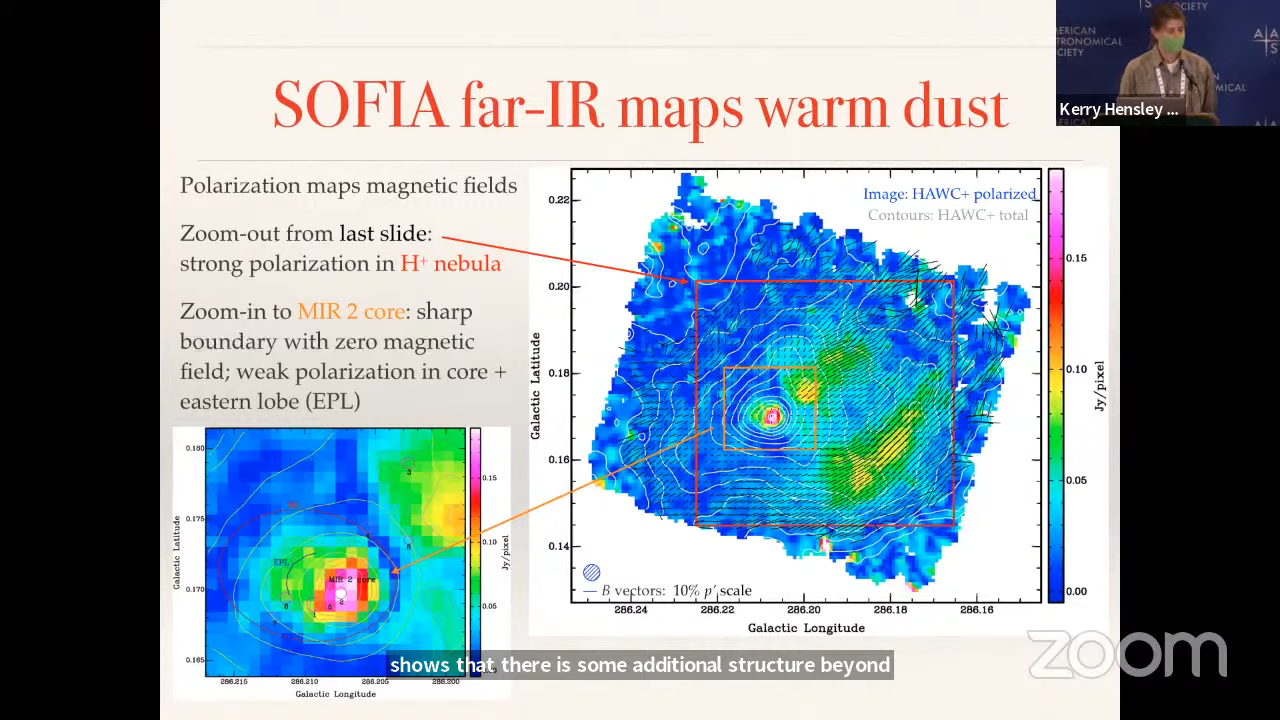 SOFIA far-IR maps warm dust
Polarization maps magnetic fields
Zoom-out from last slide:
strong polarization in H⁺ nebula
Zoom-in to MIR 2 core: sharp
boundary with zero magnetic
field; weak polarization in core +
eastern lobe (EPL)
Image: HAWC+ polarized
Contours: HAWC+ total
0.22
0.20
0.18
0.16
0.14
Galactic Latitude
286.24
286.22
286.20
286.18
286.16
Galactic Longitude
B vectors: 10% p′ scale
0.15
0.10
0.05
0.00
Jy/pixel
0.180
0.175
0.170
0.165
Galactic Latitude
EPL
MIR 2 core
286.215
286.210
286.205
286.200
Galactic Longitude
0.15
0.10
0.05
Jy/pixel
shows that there is some additional structure beyond
Kerry Hensley ...
SOCIETY
AMERICAN
ASTRONOMICAL
SOCIETY
AAS
zoom